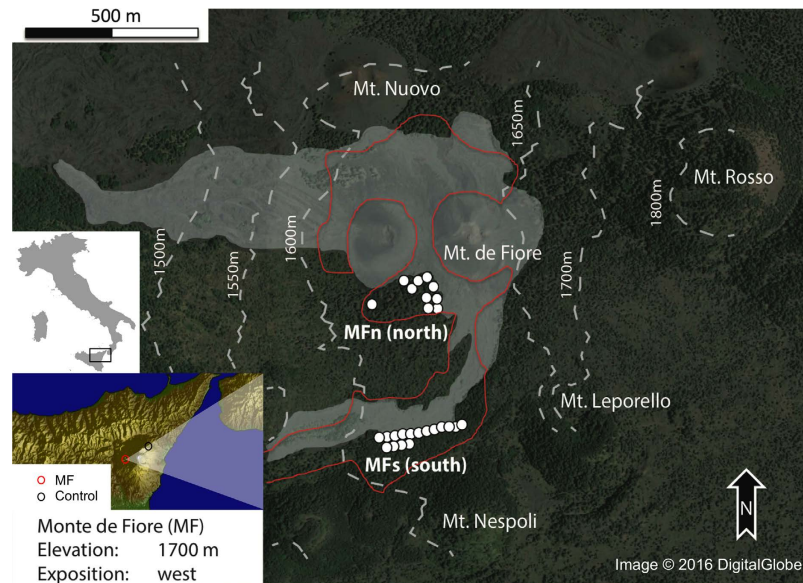 500 m
Mt. Nuovo
1650m
Mt. Rosso
1800m
1600m
Mt. de Fiore
1500m
1550m
1700m
MFn (north)
Mt. Leporello
MFs (south)
MF
Control
Mt. Nespoli
N
Monte de Fiore (MF)
Elevation: 1700 m
Exposition: west
Image © 2016 DigitalGlobe